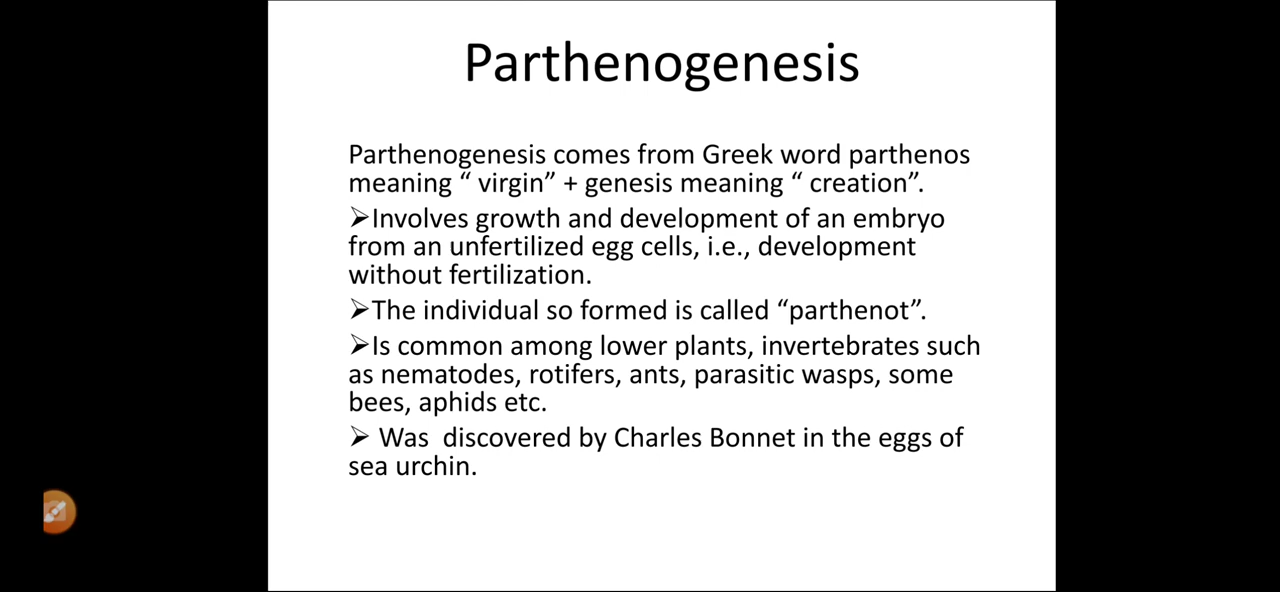 Parthenogenesis
Parthenogenesis comes from Greek word parthenos
meaning “ virgin” + genesis meaning “ creation”.
➢Involves growth and development of an embryo
from an unfertilized egg cells, i.e., development
without fertilization.
➢The individual so formed is called “parthenot”.
➢Is common among lower plants, invertebrates such
as nematodes, rotifers, ants, parasitic wasps, some
bees, aphids etc.
➢ Was  discovered by Charles Bonnet in the eggs of
sea urchin.